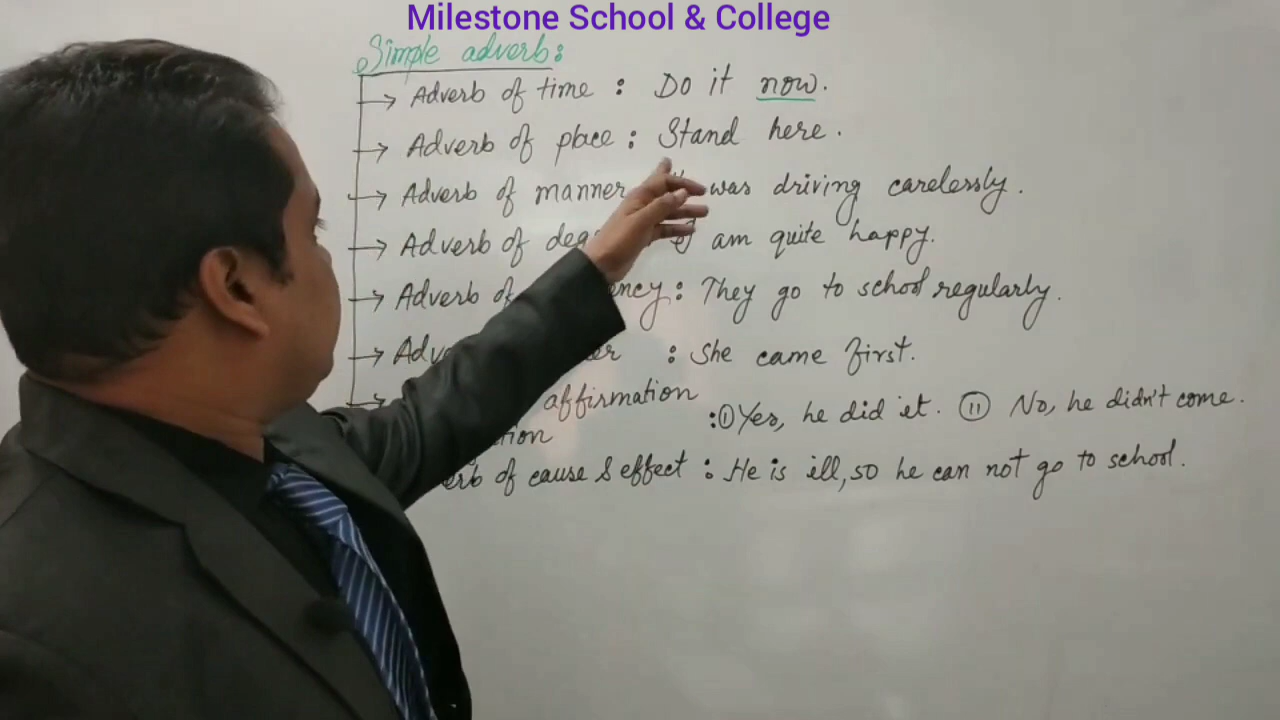 Milestone School & College
Simple adverb:
→ Adverb of time : Do it now.
→ Adverb of place : Stand here.
→ Adverb of manner was driving carelessly.
→ Adverb of I am quite happy.
→ Adverb of : They go to school regularly.
→ : She came first.
affirmation
:① Yes, he did it. ⑪ No, he didn't come.
of cause & effect : He is ill, so he can not go to school.